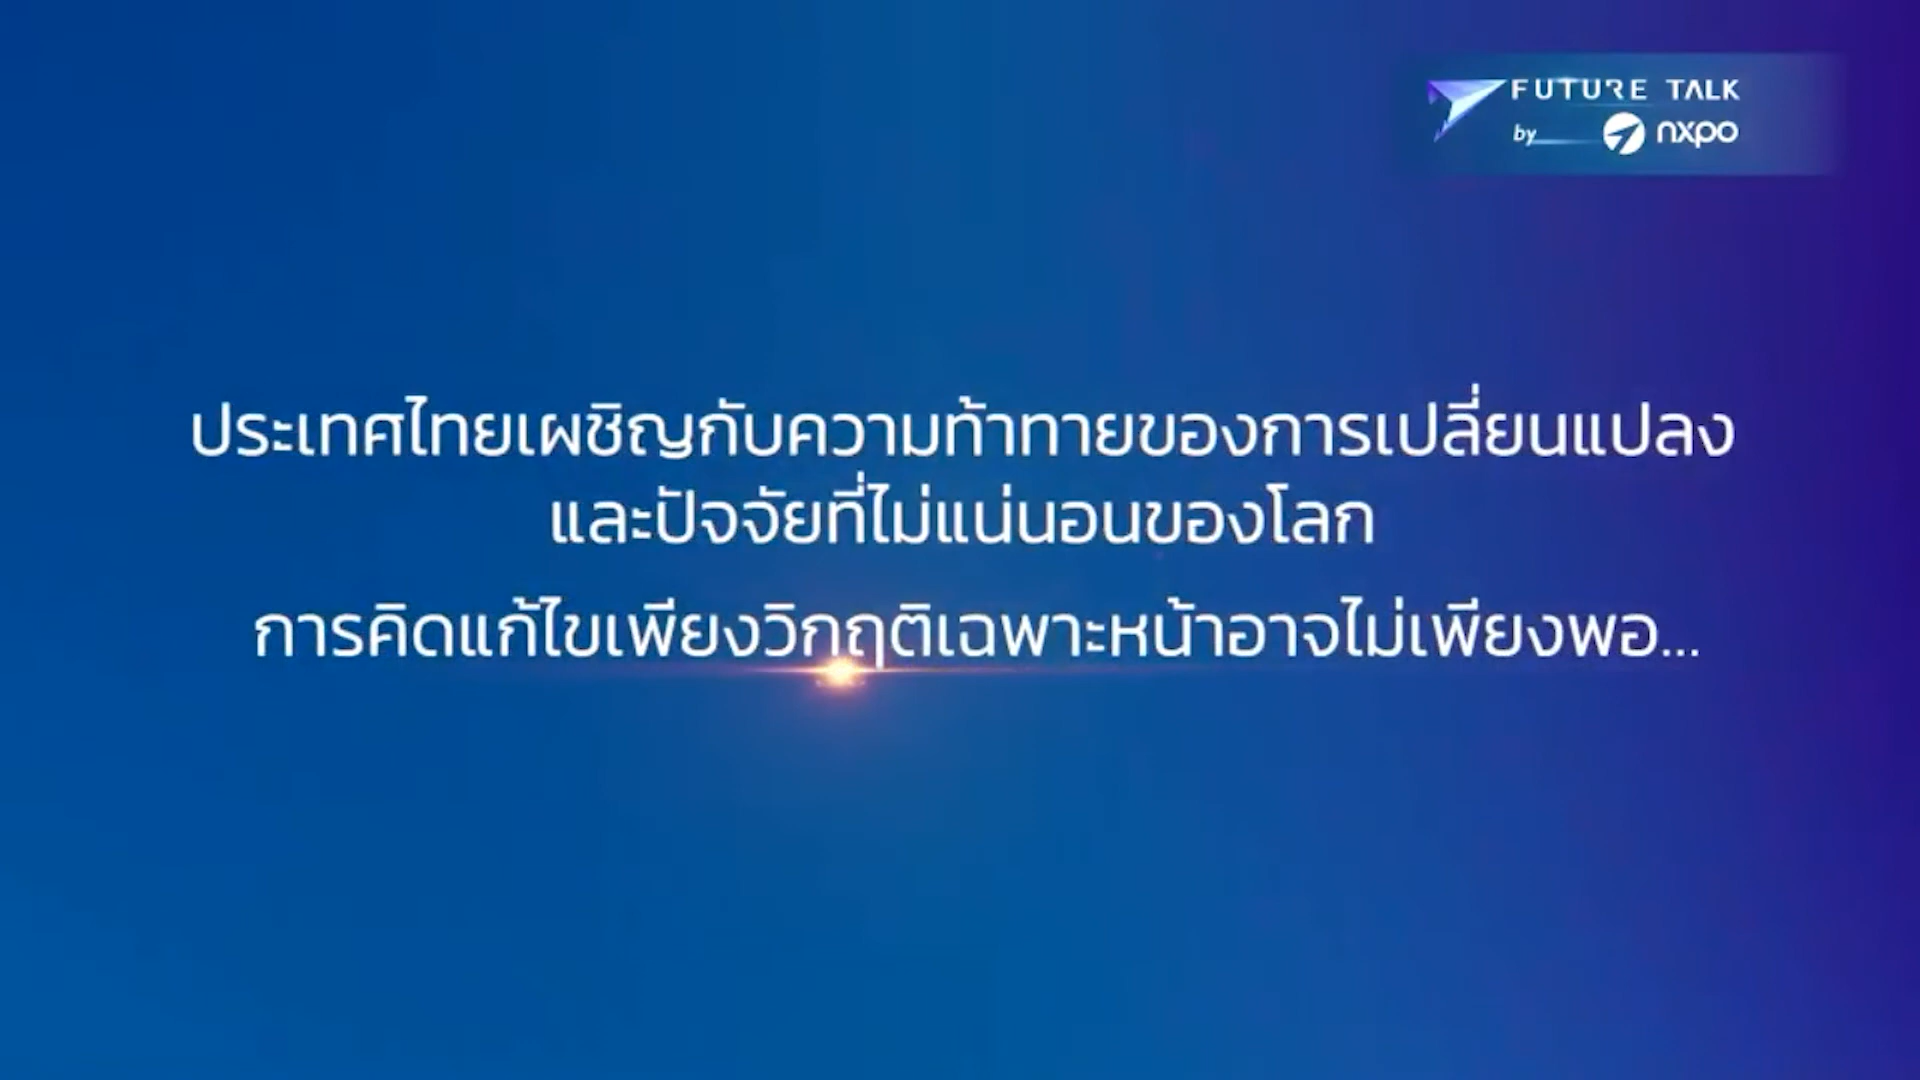 FUTURE TALK
by nxpo
ประเทศไทยเผชิญกับความท้าทายของการเปลี่ยนแปลง
และปัจจัยที่ไม่แน่นอนของโลก
การคิดแก้ไขเพียงวิกฤติเฉพาะหน้าอาจไม่เพียงพอ...